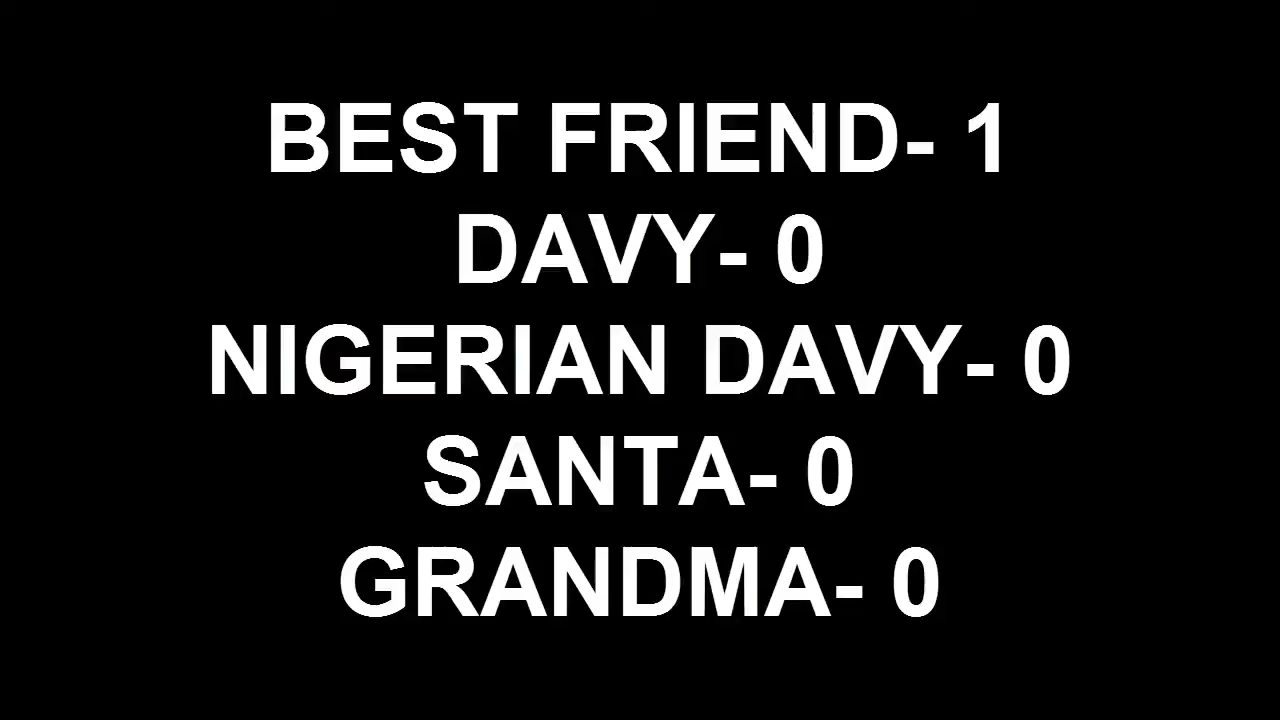 BEST FRIEND- 1
DAVY- 0
NIGERIAN DAVY- 0
SANTA- 0
GRANDMA- 0